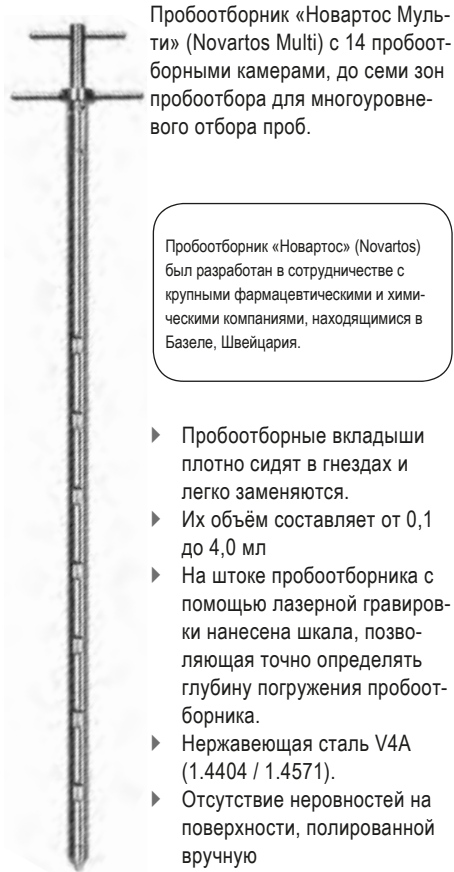 Пробоотборник «Новартос Муль-
ти» (Novartos Multi) с 14 пробоот-
борными камерами, до семи зон
пробоотбора для многоуровне-
вого отбора проб.
Пробоотборник «Новартос» (Novartos)
был разработан в сотрудничестве с
крупными фармацевтическими и хими-
ческими компаниями, находящимися в
Базеле, Швейцария.
Пробоотборные вкладыши
плотно сидят в гнездах и
легко заменяются.
Их объём составляет от 0,1
до 4,0 мл
На штоке пробоотборника с
помощью лазерной гравиров-
ки нанесена шкала, позво-
ляющая точно определять
глубину погружения пробоот-
борника.
Нержавеющая сталь V4A
(1.4404 / 1.4571).
Отсутствие неровностей на
поверхности, полированной
вручную